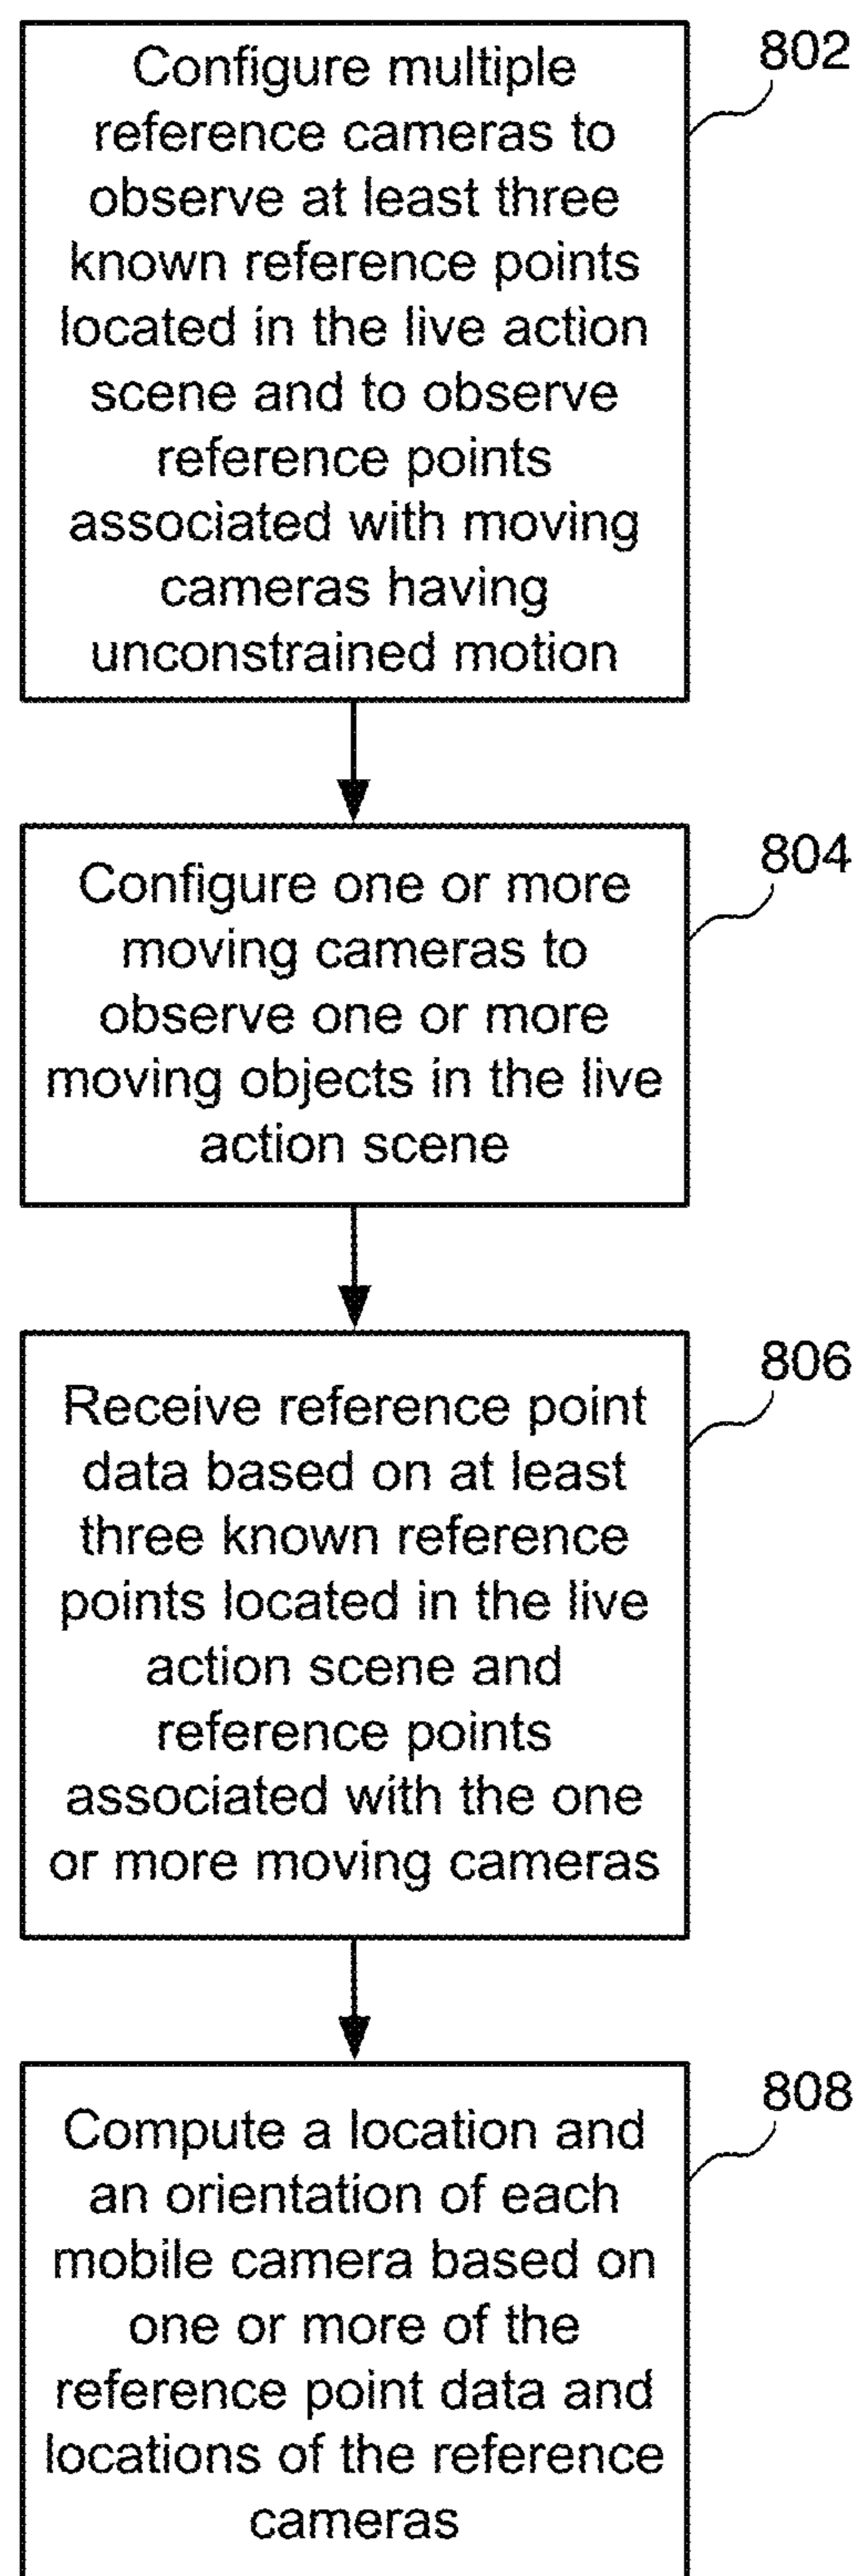 Configure multiple
reference cameras to
observe at least three
known reference points
located in the live action
scene and to observe
reference points
associated with moving
cameras having
unconstrained motion
802
Configure one or more
moving cameras to
observe one or more
moving objects in the live
action scene
804
Receive reference point
data based on at least
three known reference
points located in the live
action scene and
reference points
associated with the one
or more moving cameras
806
Compute a location and
an orientation of each
mobile camera based on
one or more of the
reference point data and
locations of the reference
cameras
808